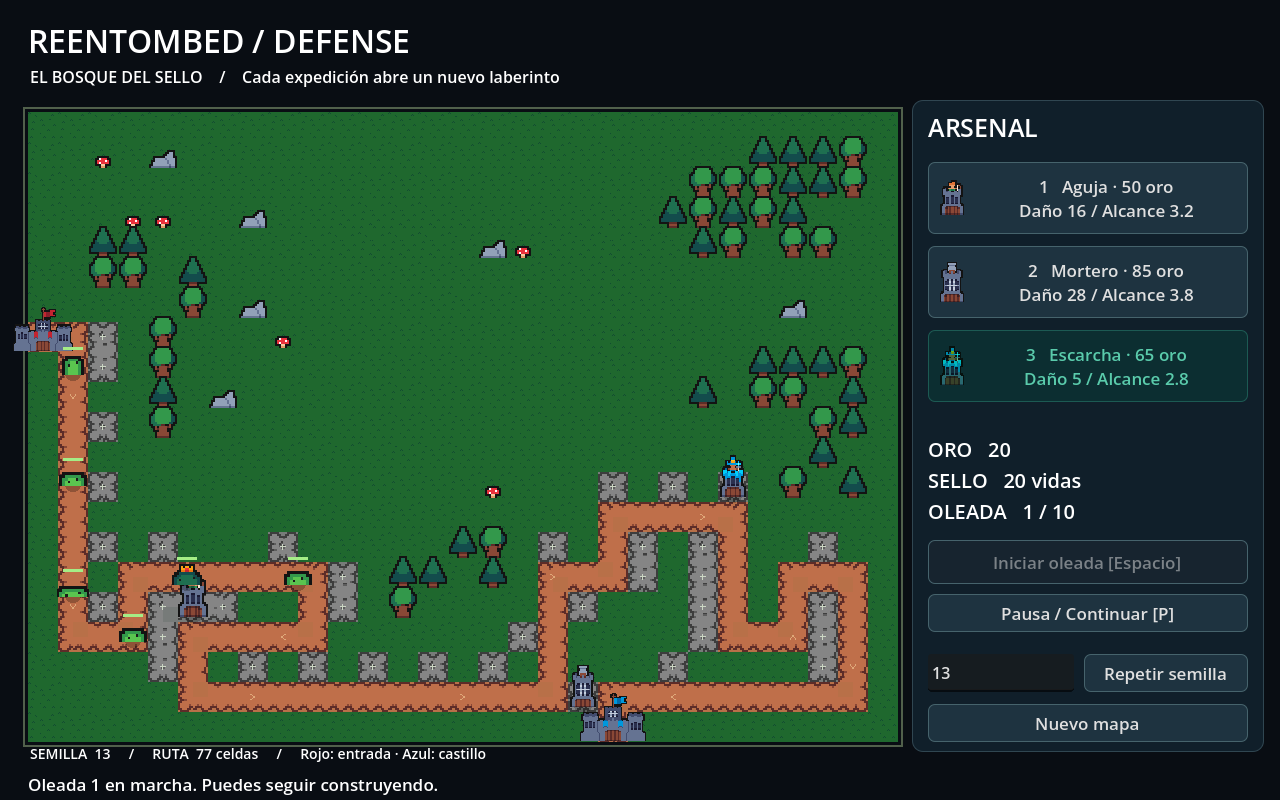 REENTOMBED / DEFENSE
EL BOSQUE DEL SELLO / Cada expedición abre un nuevo laberinto
ARSENAL
1 Aguja · 50 oro
Daño 16 / Alcance 3.2
2 Mortero · 85 oro
Daño 28 / Alcance 3.8
3 Escarcha · 65 oro
Daño 5 / Alcance 2.8
ORO 20
SELLO 20 vidas
OLEADA 1 / 10
Iniciar oleada [Espacio]
Pausa / Continuar [P]
13
Repetir semilla
Nuevo mapa
SEMILLA 13 / RUTA 77 celdas / Rojo: entrada · Azul: castillo
Oleada 1 en marcha. Puedes seguir construyendo.